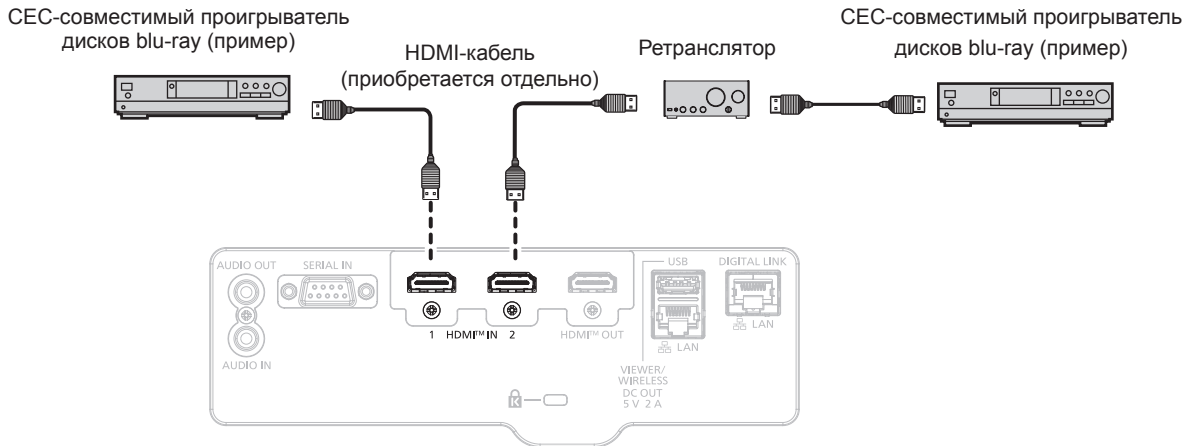 CEC-совместимый проигрыватель
дисков blu-ray (пример)
HDMI-кабель
(приобретается отдельно)
Ретранслятор
CEC-совместимый проигрыватель
дисков blu-ray (пример)
AUDIO OUT
SERIAL IN
USB
DIGITAL LINK
1 HDMI™ IN 2
HDMI™ OUT
LAN
LAN
AUDIO IN
VIEWER/
WIRELESS
DC OUT
5 V 2 A
K